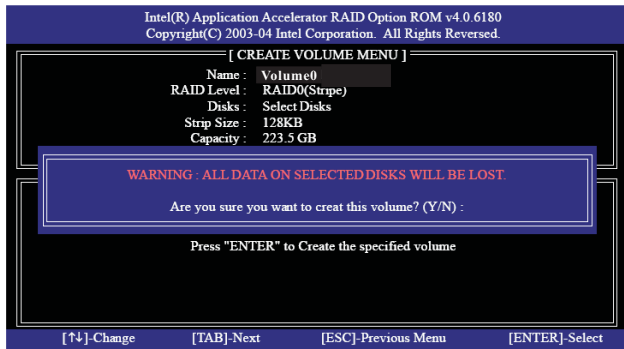 Intel(R) Application Accelerator RAID Option ROM v4.0.6180
Copyright(C) 2003-04 Intel Corporation. All Rights Reversed.
[ CREATE VOLUME MENU ]
Name : Volume0
RAID Level : RAID0(Stripe)
Disks : Select Disks
Strip Size : 128KB
Capacity : 223.5 GB
WARNING : ALL DATA ON SELECTED DISKS WILL BE LOST.
Are you sure you want to creat this volume? (Y/N) :
Press "ENTER" to Create the specified volume
[↑↓]-Change [TAB]-Next [ESC]-Previous Menu [ENTER]-Select